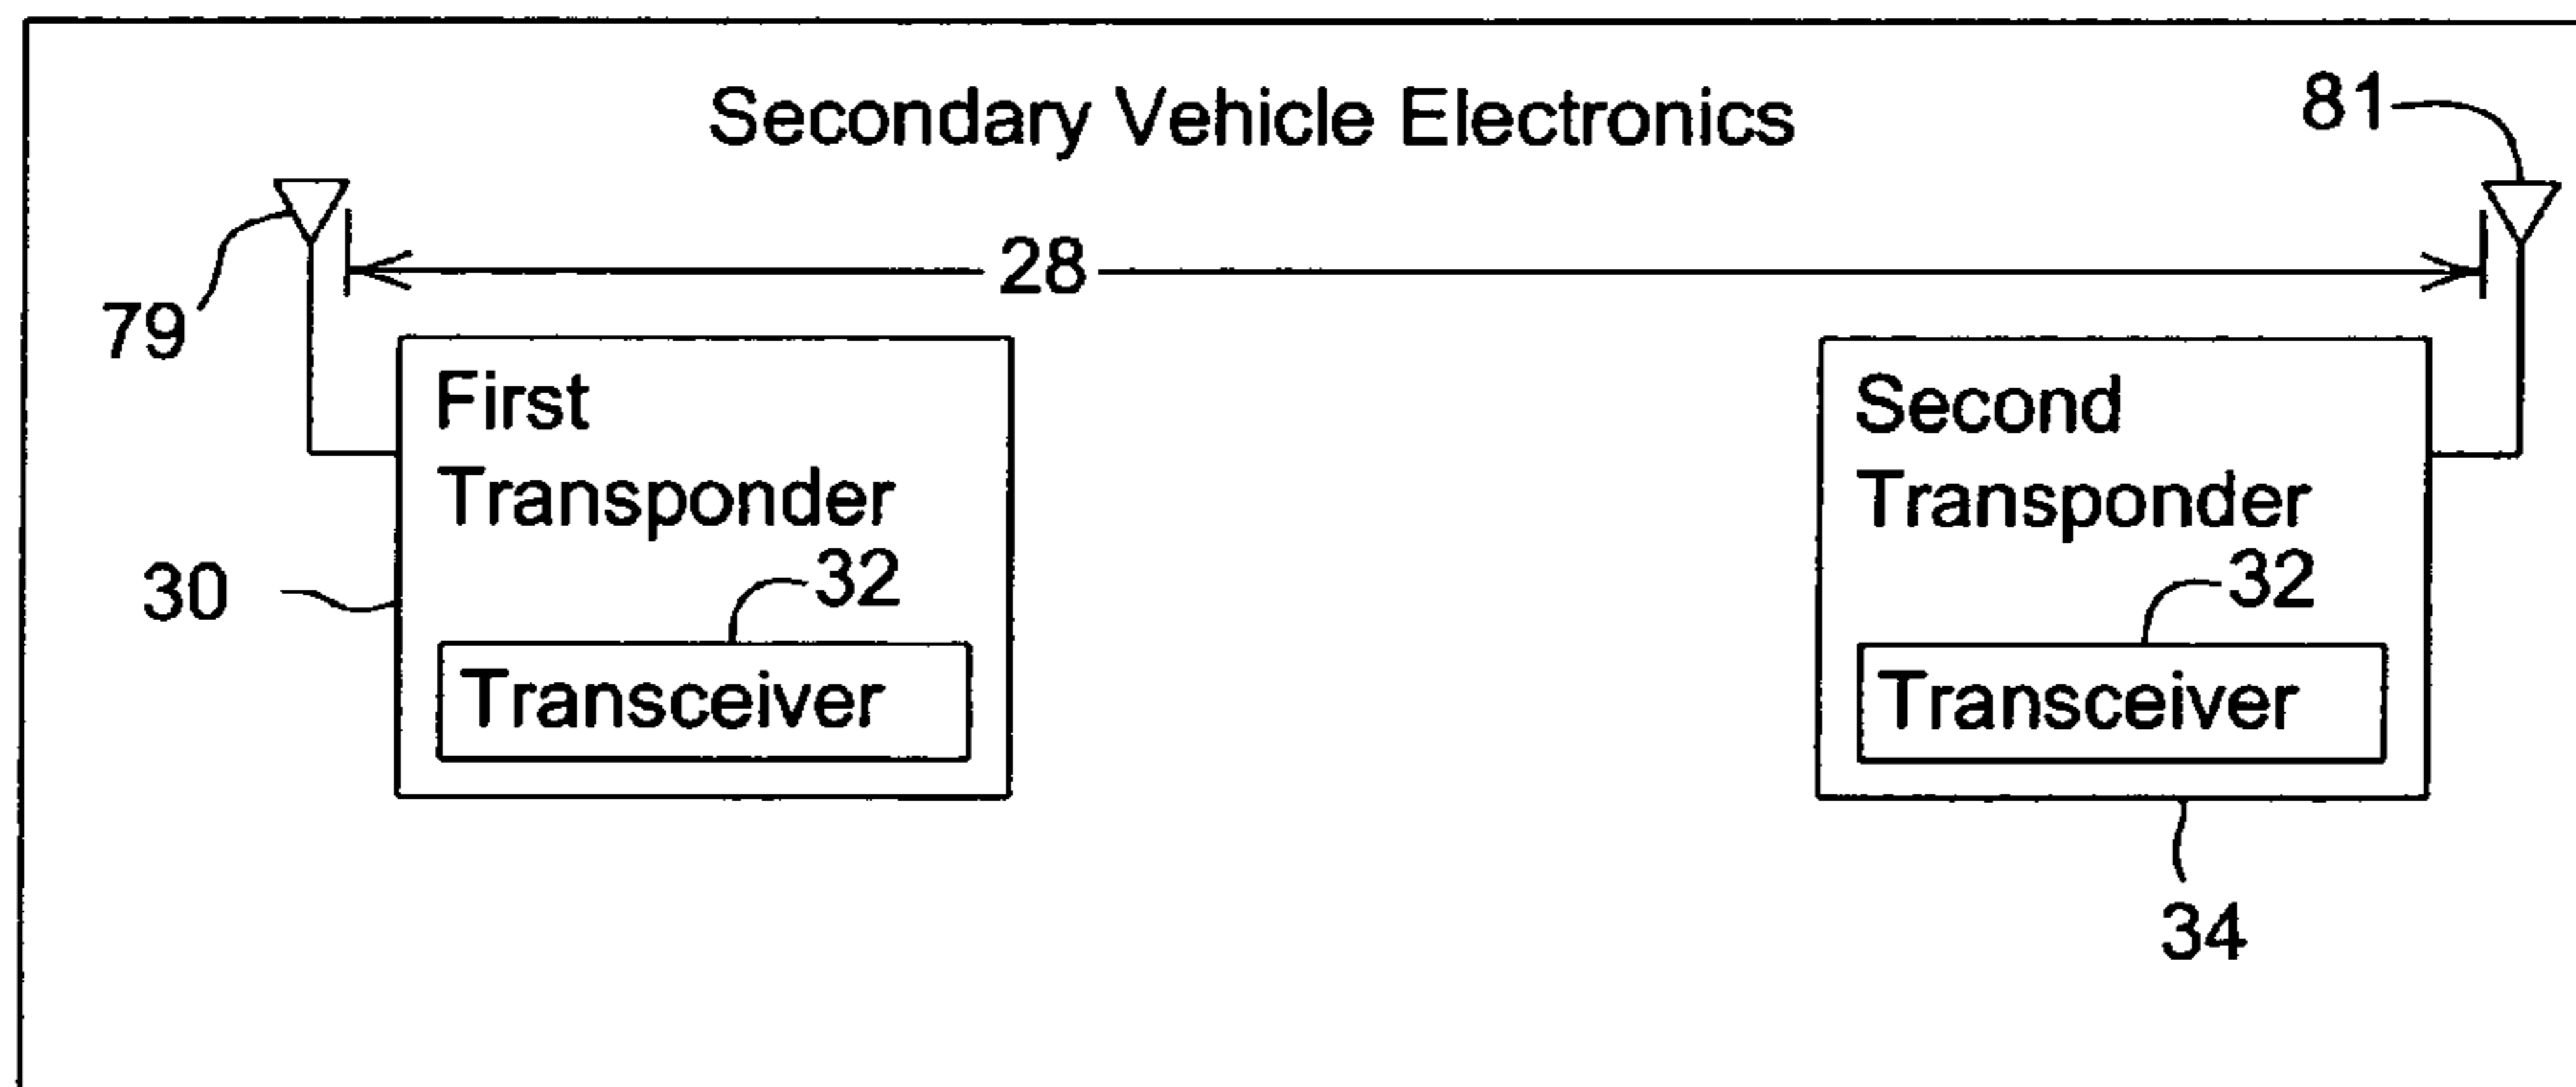 Secondary Vehicle Electronics
81
79
28
First
Transponder
30
32
Transceiver
Second
Transponder
32
Transceiver
34